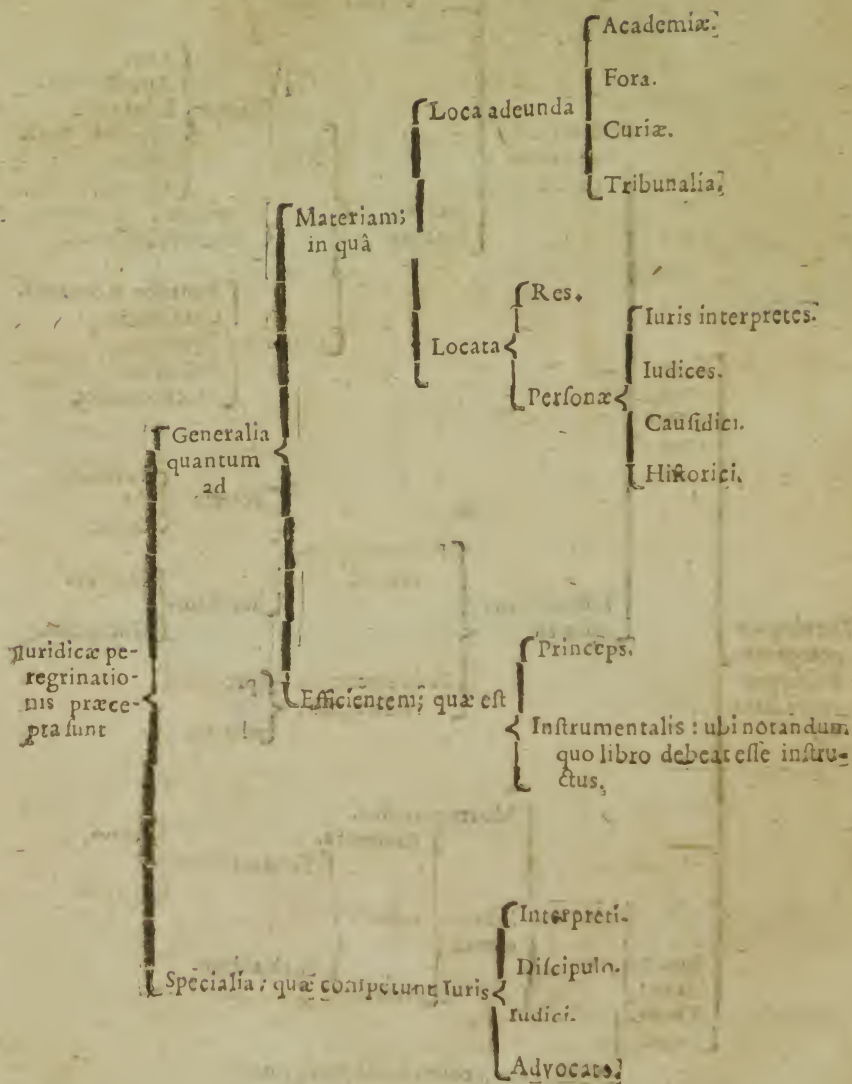 Academiæ.
Fora.
Loca adeunda
Curiæ.
Tribunalia.
Materiam;
in quâ
Res.
Iuris interpretes.
Locata
Iudices.
Perſonæ
Cauſidici.
Generalia
quantum
ad
Hiſtorici.
Princeps.
Iuridicæ pe-
regrinatio-
nis præce-
pta ſunt
Efficientem; quæ eſt
Inſtrumentalis : ubi notandum
quo libro debeat eſſe inſtru-
ctus.
Interpreti.
Diſcipulo.
Specialia; quæ competunt Iuris
Iudici.
Advocato.